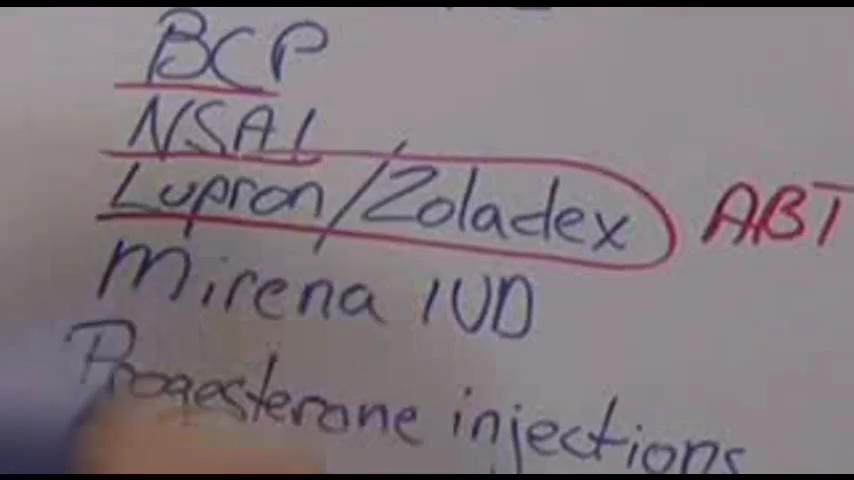 BCP
NSAI
Lupron/Zoladex ABT
Mirena IUD
Progesterone injections